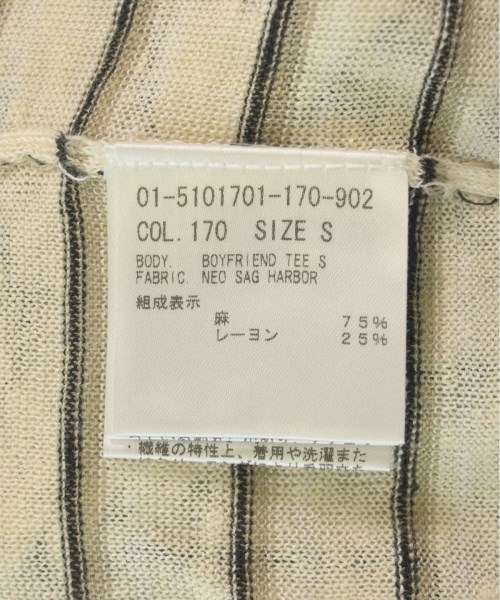 01-5101701-170-902
COL.170 SIZE S
BODY. BOYFRIEND TEE S
FABRIC. NEO SAG HARBOR
組成表示
麻 75%
レーヨン 25%
・繊維の特性上、着用や洗濯また